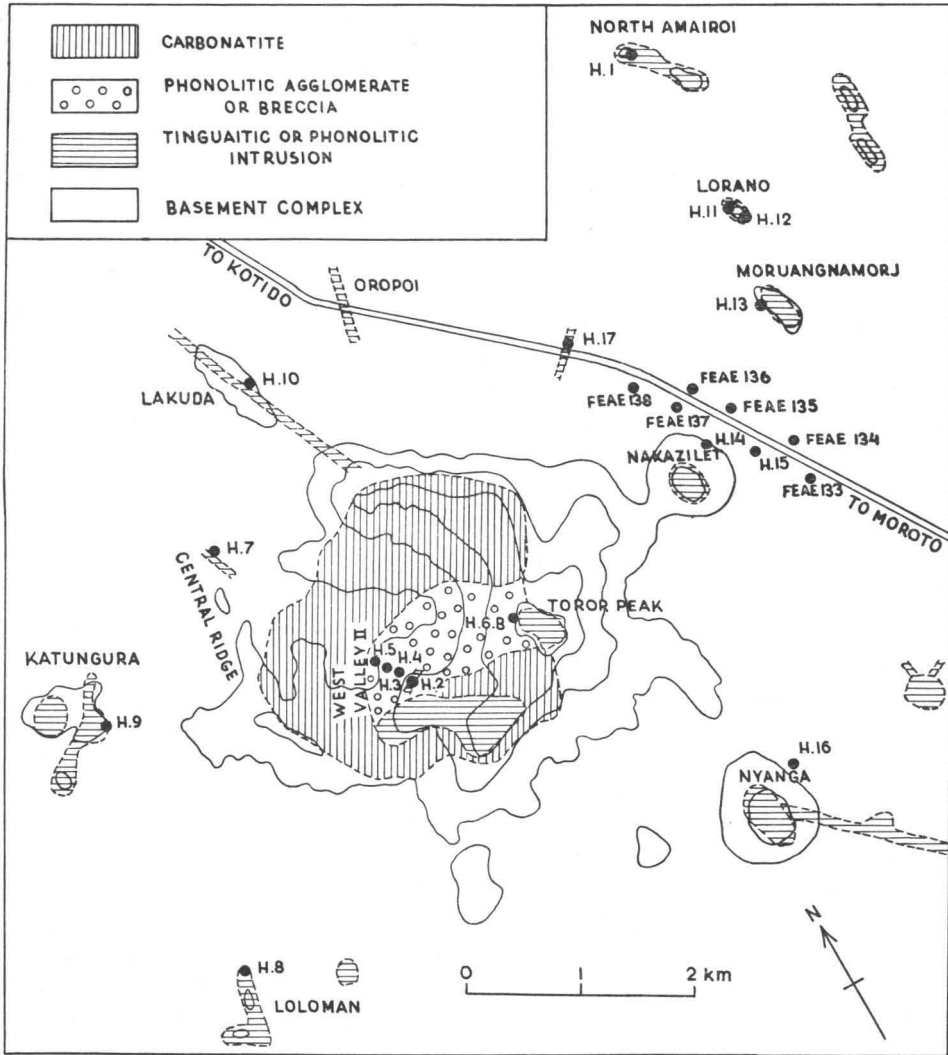 CARBONATITE
PHONOLITIC AGGLOMERATE
OR BRECCIA
TINGUAITIC OR PHONOLITIC
INTRUSION
BASEMENT COMPLEX
NORTH AMAIROI
H.1
LORANO
H.11
H.12
MORUANGNAMORJ
H.13
TO KOTIDO
OROPOI
H.17
H.10
LAKUDA
FEAE 136
FEAE 138
FEAE 135
FEAE 137
H.14
FEAE 134
NAKAZILET
H.15
FEAE 133
TO MOROTO
H.7
CENTRAL RIDGE
TOROR PEAK
H.6.B
WEST
VALLEY II
H.5
H.4
H.3
H.2
KATUNGURA
H.9
H.16
NYANGA
N
H.8
LOLOMAN
0 1 2 km